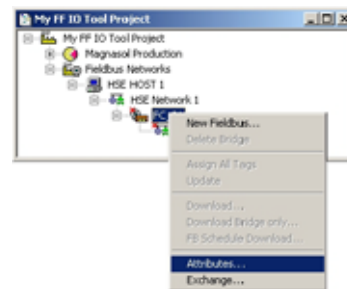 My FF IO Tool Project
My FF IO Tool Project
Magnasol Production
Fieldbus Networks
HSE HOST 1
HSE Network 1
New Fieldbus...
Delete Bridge
Assign All Tags
Update
Download...
Download Bridge only...
FB Schedule Download...
Attributes...
Exchange...